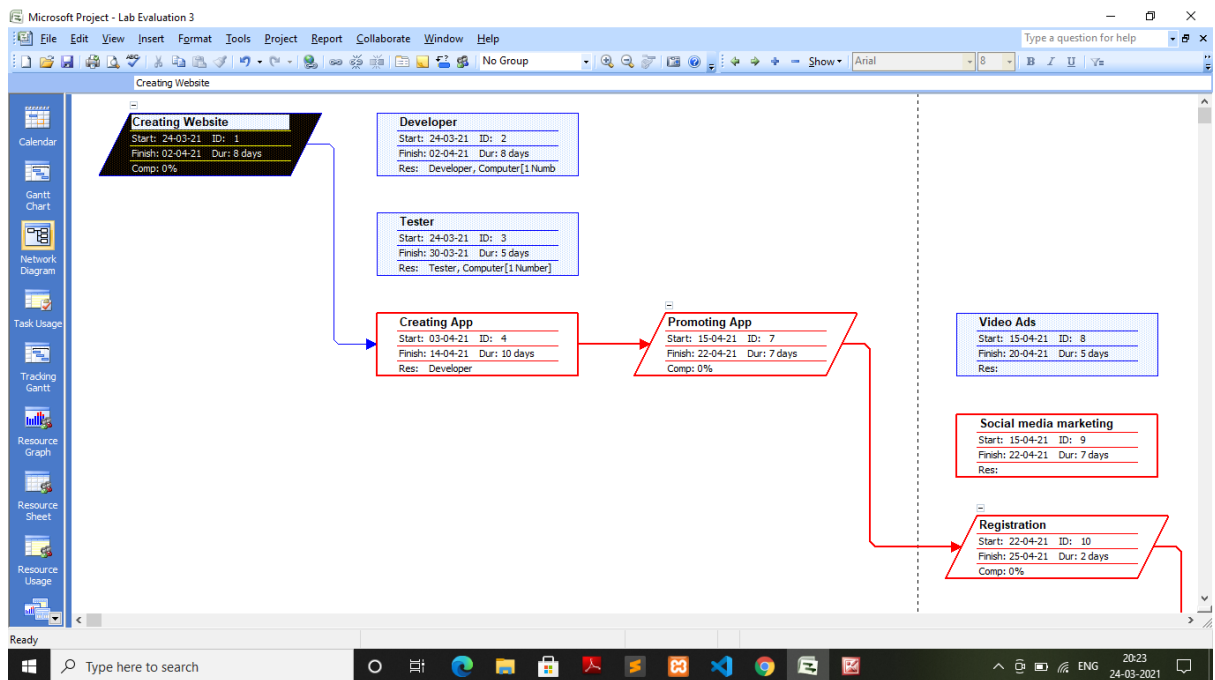 Microsoft Project - Lab Evaluation 3
File Edit View Insert Format Tools Project Report Collaborate Window Help
Type a question for help
No Group
Show
Arial
8
B I U
Creating Website
Calendar
Gantt
Chart
Network
Diagram
Task Usage
Tracking
Gantt
Resource
Graph
Resource
Sheet
Resource
Usage
Creating Website
Start: 24-03-21 ID: 1
Finish: 02-04-21 Dur: 8 days
Comp: 0%
Developer
Start: 24-03-21 ID: 2
Finish: 02-04-21 Dur: 8 days
Res: Developer, Computer[1 Numb
Tester
Start: 24-03-21 ID: 3
Finish: 30-03-21 Dur: 5 days
Res: Tester, Computer[1 Number]
Creating App
Start: 03-04-21 ID: 4
Finish: 14-04-21 Dur: 10 days
Res: Developer
Promoting App
Start: 15-04-21 ID: 7
Finish: 22-04-21 Dur: 7 days
Comp: 0%
Video Ads
Start: 15-04-21 ID: 8
Finish: 20-04-21 Dur: 5 days
Res:
Social media marketing
Start: 15-04-21 ID: 9
Finish: 22-04-21 Dur: 7 days
Res:
Registration
Start: 22-04-21 ID: 10
Finish: 25-04-21 Dur: 2 days
Comp: 0%
Ready
Type here to search
ENG
20:23
24-03-2021